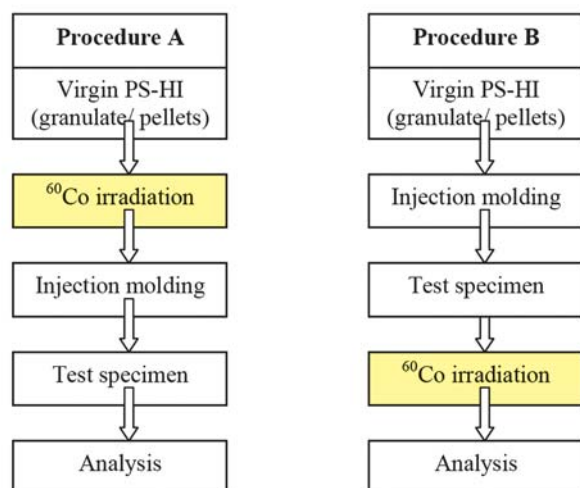 Procedure A
Virgin PS-HI
(granulate/ pellets)
⁶⁰Co irradiation
Injection molding
Test specimen
Analysis
Procedure B
Virgin PS-HI
(granulate/ pellets)
Injection molding
Test specimen
⁶⁰Co irradiation
Analysis